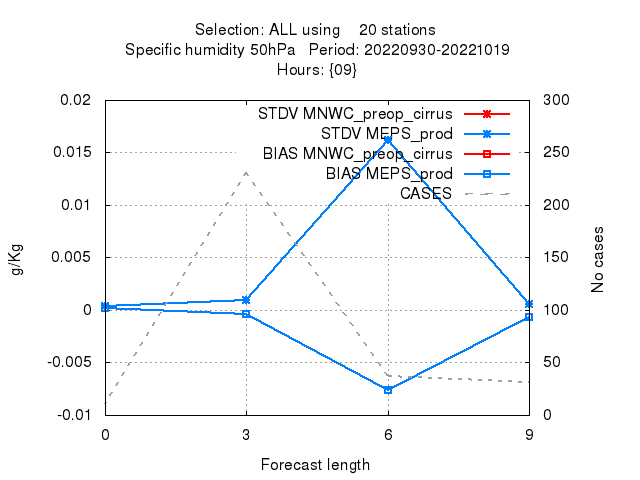 Selection: ALL using    20 stations
Specific humidity 50hPa   Period: 20220930-20221019
Hours: {09}
0.02
0.015
0.01
0.005
0
-0.005
-0.01
g/Kg
STDV MNWC_preop_cirrus
STDV MEPS_prod
BIAS MNWC_preop_cirrus
BIAS MEPS_prod
CASES
300
250
200
150
100
50
0
No cases
0 3 6 9
Forecast length